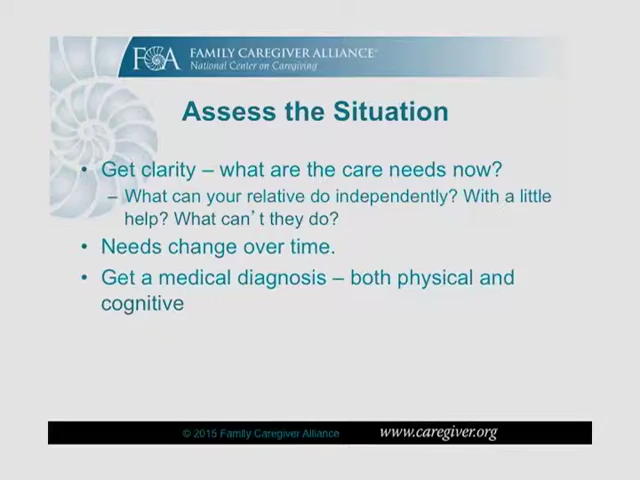 FCA FAMILY CAREGIVER ALLIANCE®
National Center on Caregiving
Assess the Situation
• Get clarity – what are the care needs now?
– What can your relative do independently? With a little
help? What can't they do?
• Needs change over time.
• Get a medical diagnosis – both physical and
cognitive
© 2015 Family Caregiver Alliance www.caregiver.org